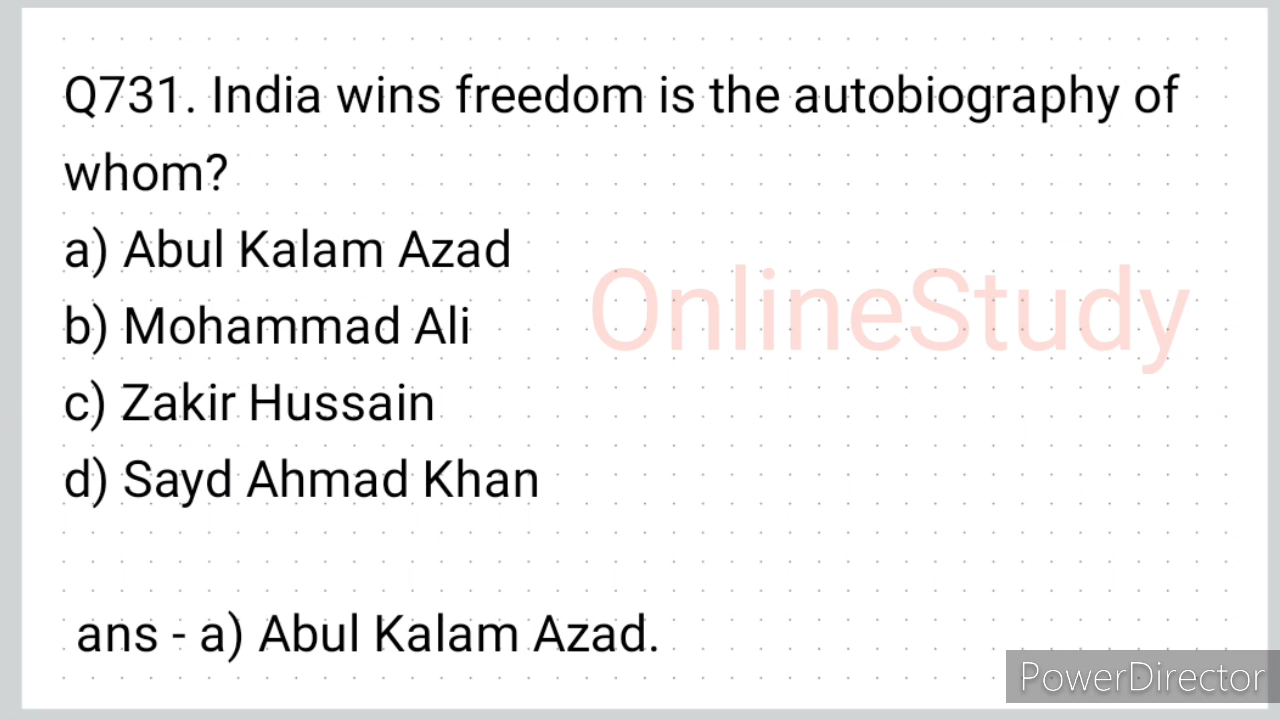 Q731. India wins freedom is the autobiography of
whom?
a) Abul Kalam Azad
b) Mohammad Ali
OnlineStudy
c) Zakir Hussain
d) Sayd Ahmad Khan
ans - a) Abul Kalam Azad.
PowerDirector